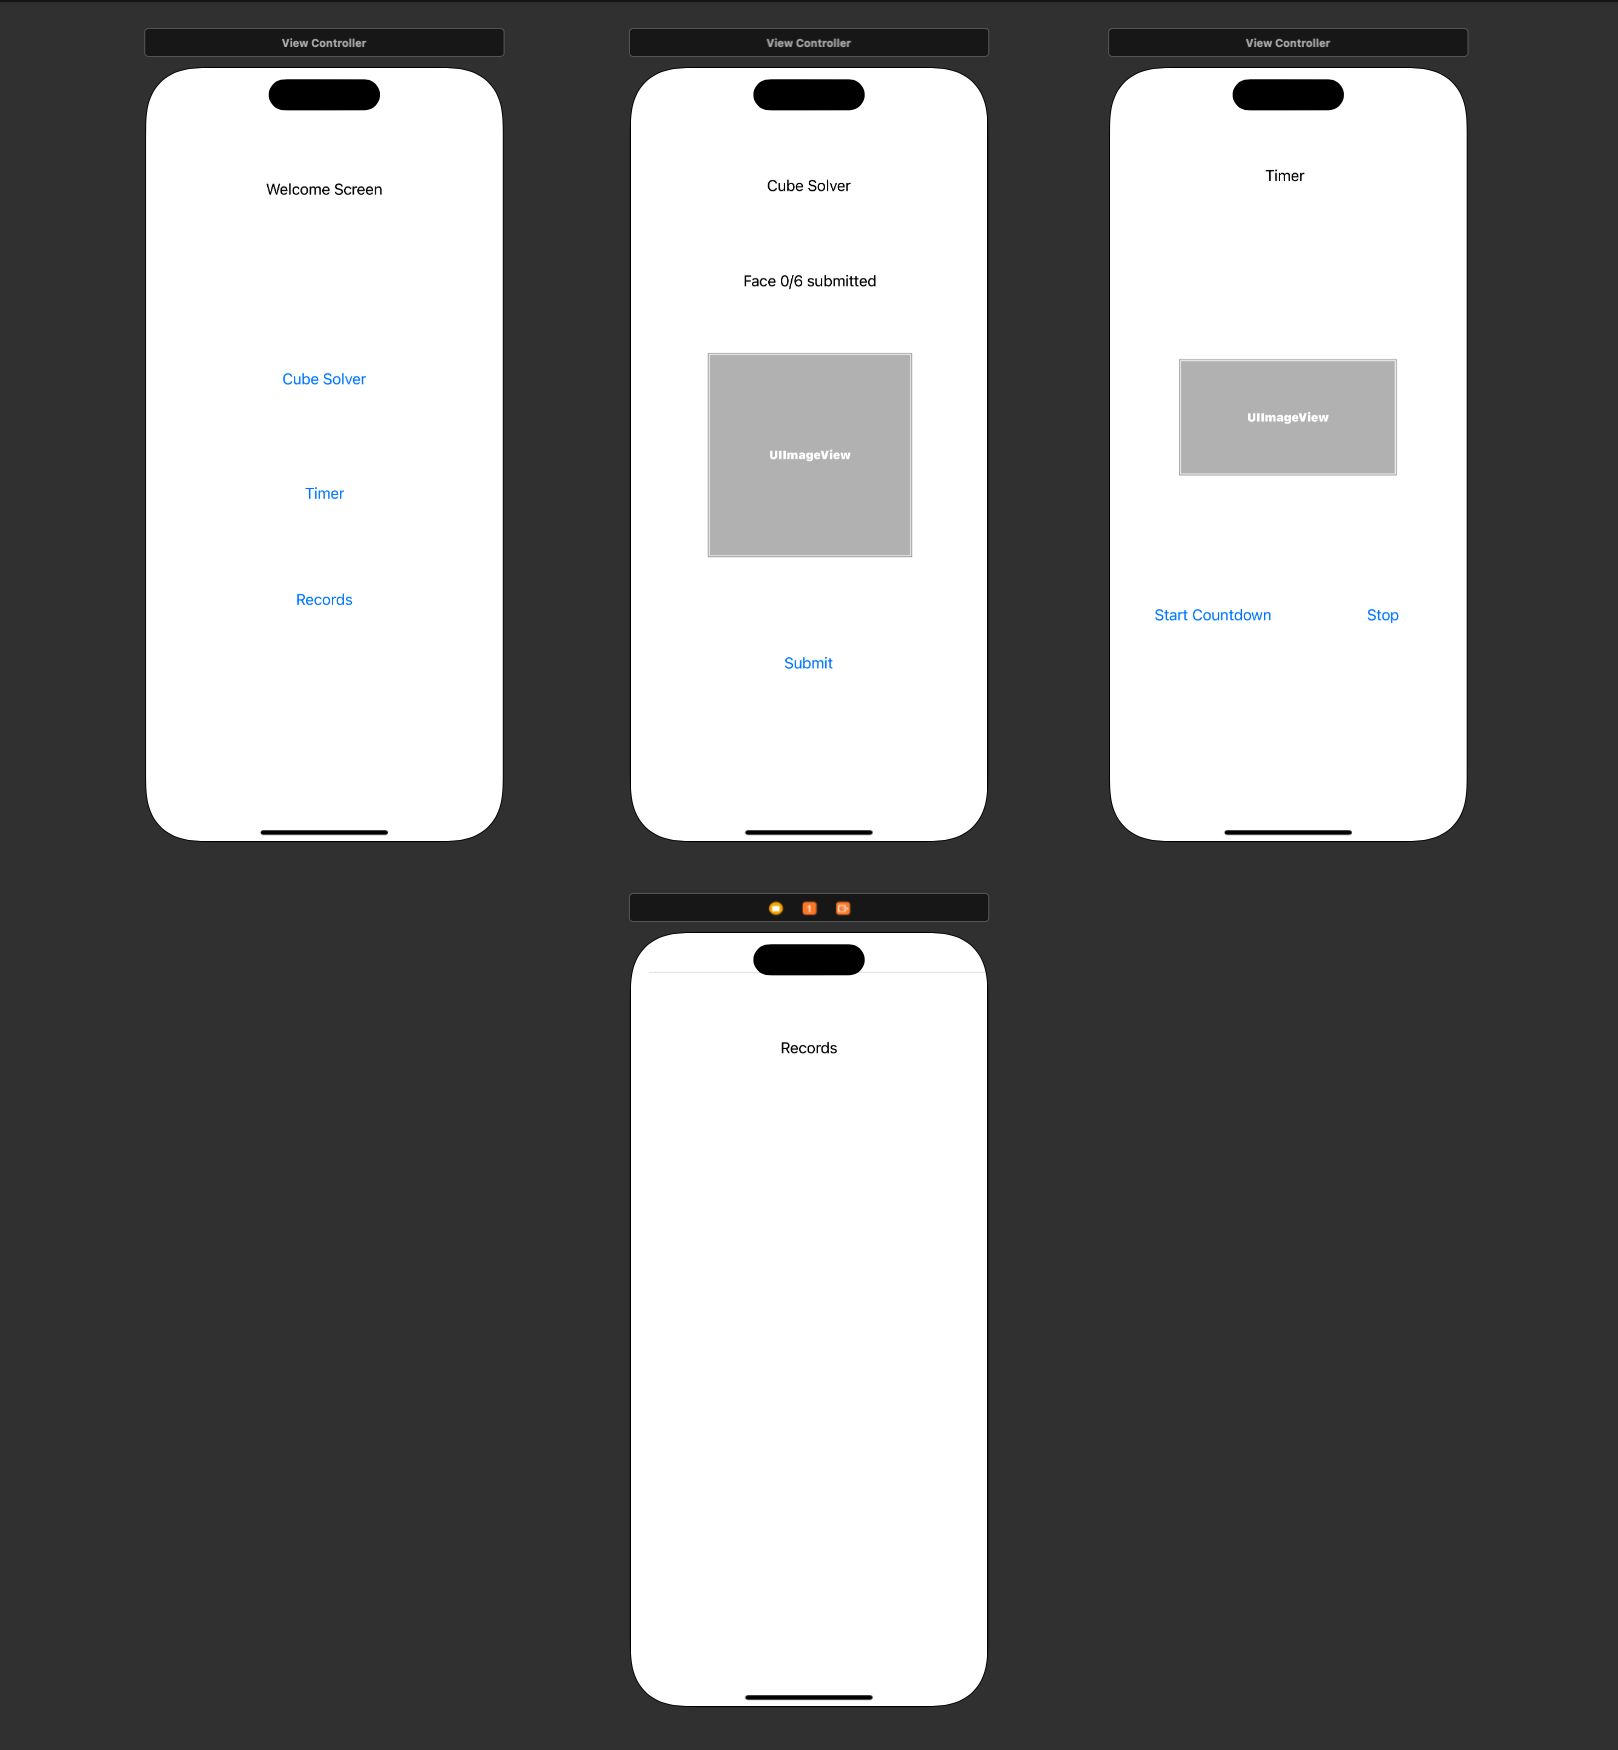 View Controller
Welcome Screen
Cube Solver
Timer
Records
View Controller
Cube Solver
Face 0/6 submitted
UIImageView
Submit
View Controller
Timer
UIImageView
Start Countdown
Stop
1
Records